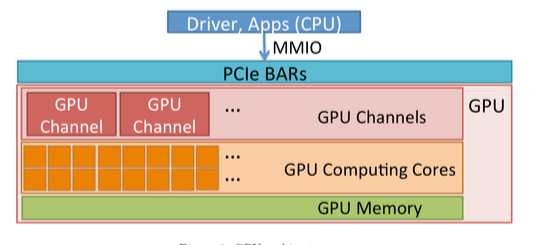 Driver, Apps (CPU)
MMIO
PCIe BARs
GPU
Channel
GPU
Channel
...
GPU Channels
GPU
...
...
GPU Computing Cores
GPU Memory